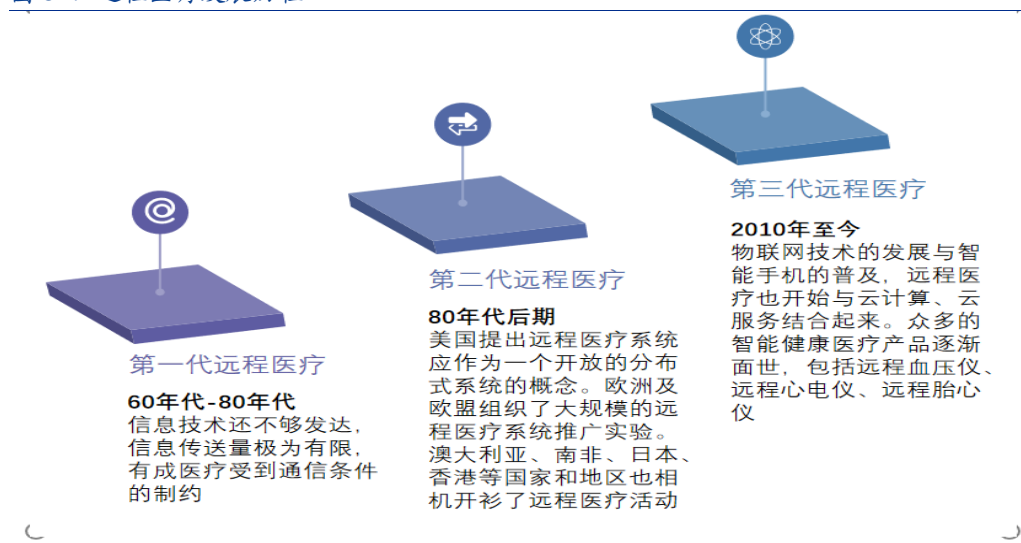 第一代远程医疗
60年代-80年代
信息技术还不够发达，
信息传送量极为有限，
有成医疗受到通信条件
的制约
第二代远程医疗
80年代后期
美国提出远程医疗系统
应作为一个开放的分布
式系统的概念。欧洲及
欧盟组织了大规模的远
程医疗系统推广实验。
澳大利亚、南非、日本、
香港等国家和地区也相
机开衫了远程医疗活动
第三代远程医疗
2010年至今
物联网技术的发展与智
能手机的普及，远程医
疗也开始与云计算、云
服务结合起来。众多的
智能健康医疗产品逐渐
面世，包括远程血压仪、
远程心电仪、远程胎心
仪